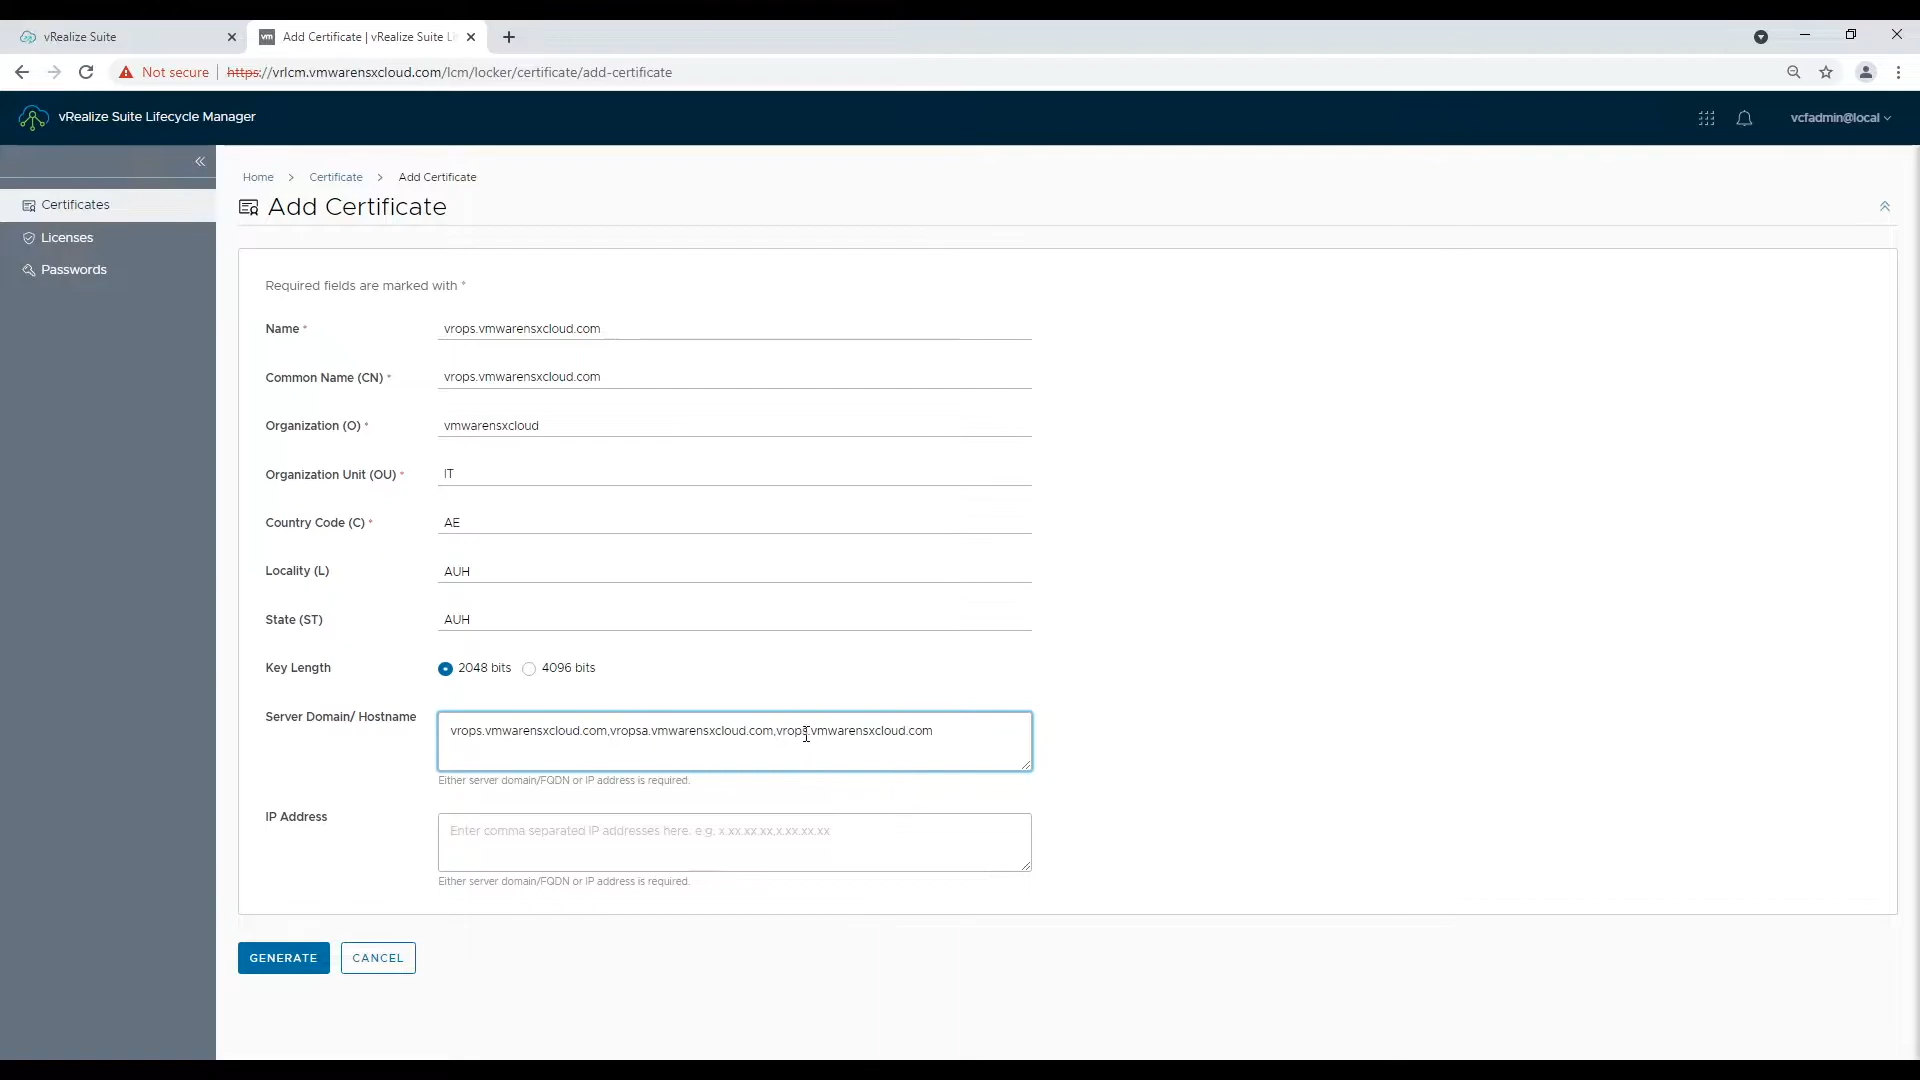 vRealize Suite
Add Certificate | vRealize Suite Li
Not secure | https://vrlcm.vmwarensxcloud.com/lcm/locker/certificate/add-certificate
vRealize Suite Lifecycle Manager
vcfadmin@local
Certificates
Licenses
Passwords
Home > Certificate > Add Certificate
Add Certificate
Required fields are marked with *
Name * vrops.vmwarensxcloud.com
Common Name (CN) * vrops.vmwarensxcloud.com
Organization (O) * vmwarensxcloud
Organization Unit (OU) * IT
Country Code (C) * AE
Locality (L) AUH
State (ST) AUH
Key Length 2048 bits 4096 bits
Server Domain/ Hostname vrops.vmwarensxcloud.com,vropsa.vmwarensxcloud.com,vrops.vmwarensxcloud.com
Either server domain/FQDN or IP address is required.
IP Address
Enter comma separated IP addresses here. e.g. x.xx.xx.xx,x.xx.xx.xx
Either server domain/FQDN or IP address is required.
GENERATE CANCEL